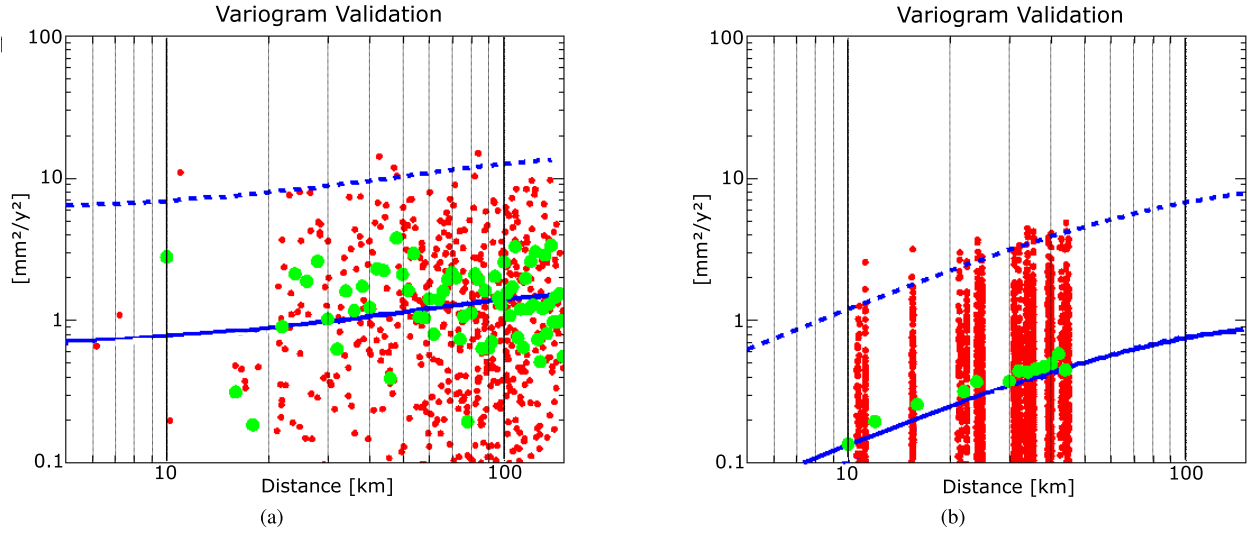 Variogram Validation
100
10
1
0.1
[mm²/y²]
10
100
Distance [km]
(a)
Variogram Validation
100
10
1
0.1
[mm²/y²]
10
100
Distance [km]
(b)